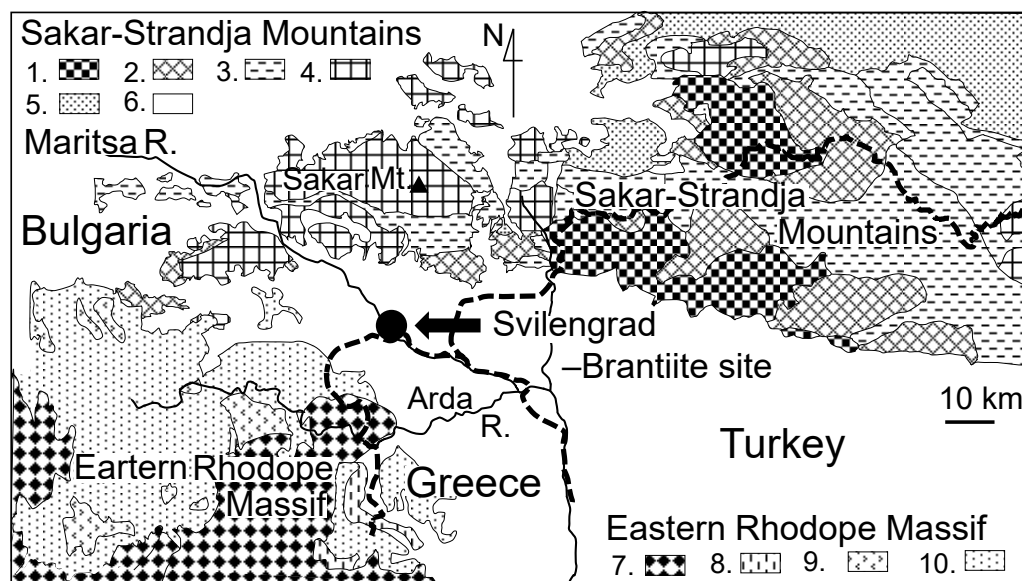 Sakar-Strandja Mountains
1. 2. 3. 4.
5. 6.
N
Maritsa R.
Sakar Mt.
Sakar-Strandja
Mountains
Bulgaria
Svilengrad
–Brantiite site
Arda
R.
10 km
Turkey
Eartern Rhodope
Massif
Greece
Eastern Rhodope Massif
7. 8. 9. 10.